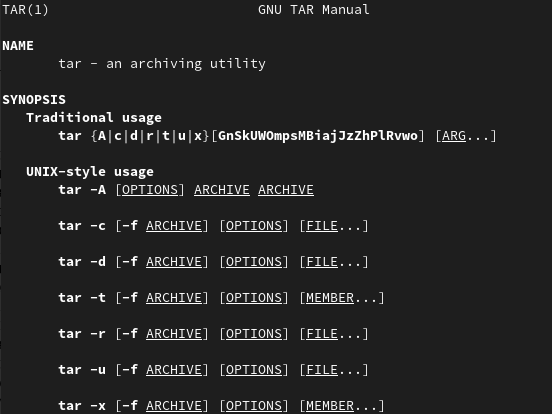 TAR(1) GNU TAR Manual
NAME
tar – an archiving utility
SYNOPSIS
Traditional usage
tar {A|c|d|r|t|u|x}[GnSkUWOmpsMBiajJzZhPlRvwo] [ARG...]
UNIX-style usage
tar -A [OPTIONS] ARCHIVE ARCHIVE
tar -c [-f ARCHIVE] [OPTIONS] [FILE...]
tar -d [-f ARCHIVE] [OPTIONS] [FILE...]
tar -t [-f ARCHIVE] [OPTIONS] [MEMBER...]
tar -r [-f ARCHIVE] [OPTIONS] [FILE...]
tar -u [-f ARCHIVE] [OPTIONS] [FILE...]
tar -x [-f ARCHIVE] [OPTIONS] [MEMBER...]